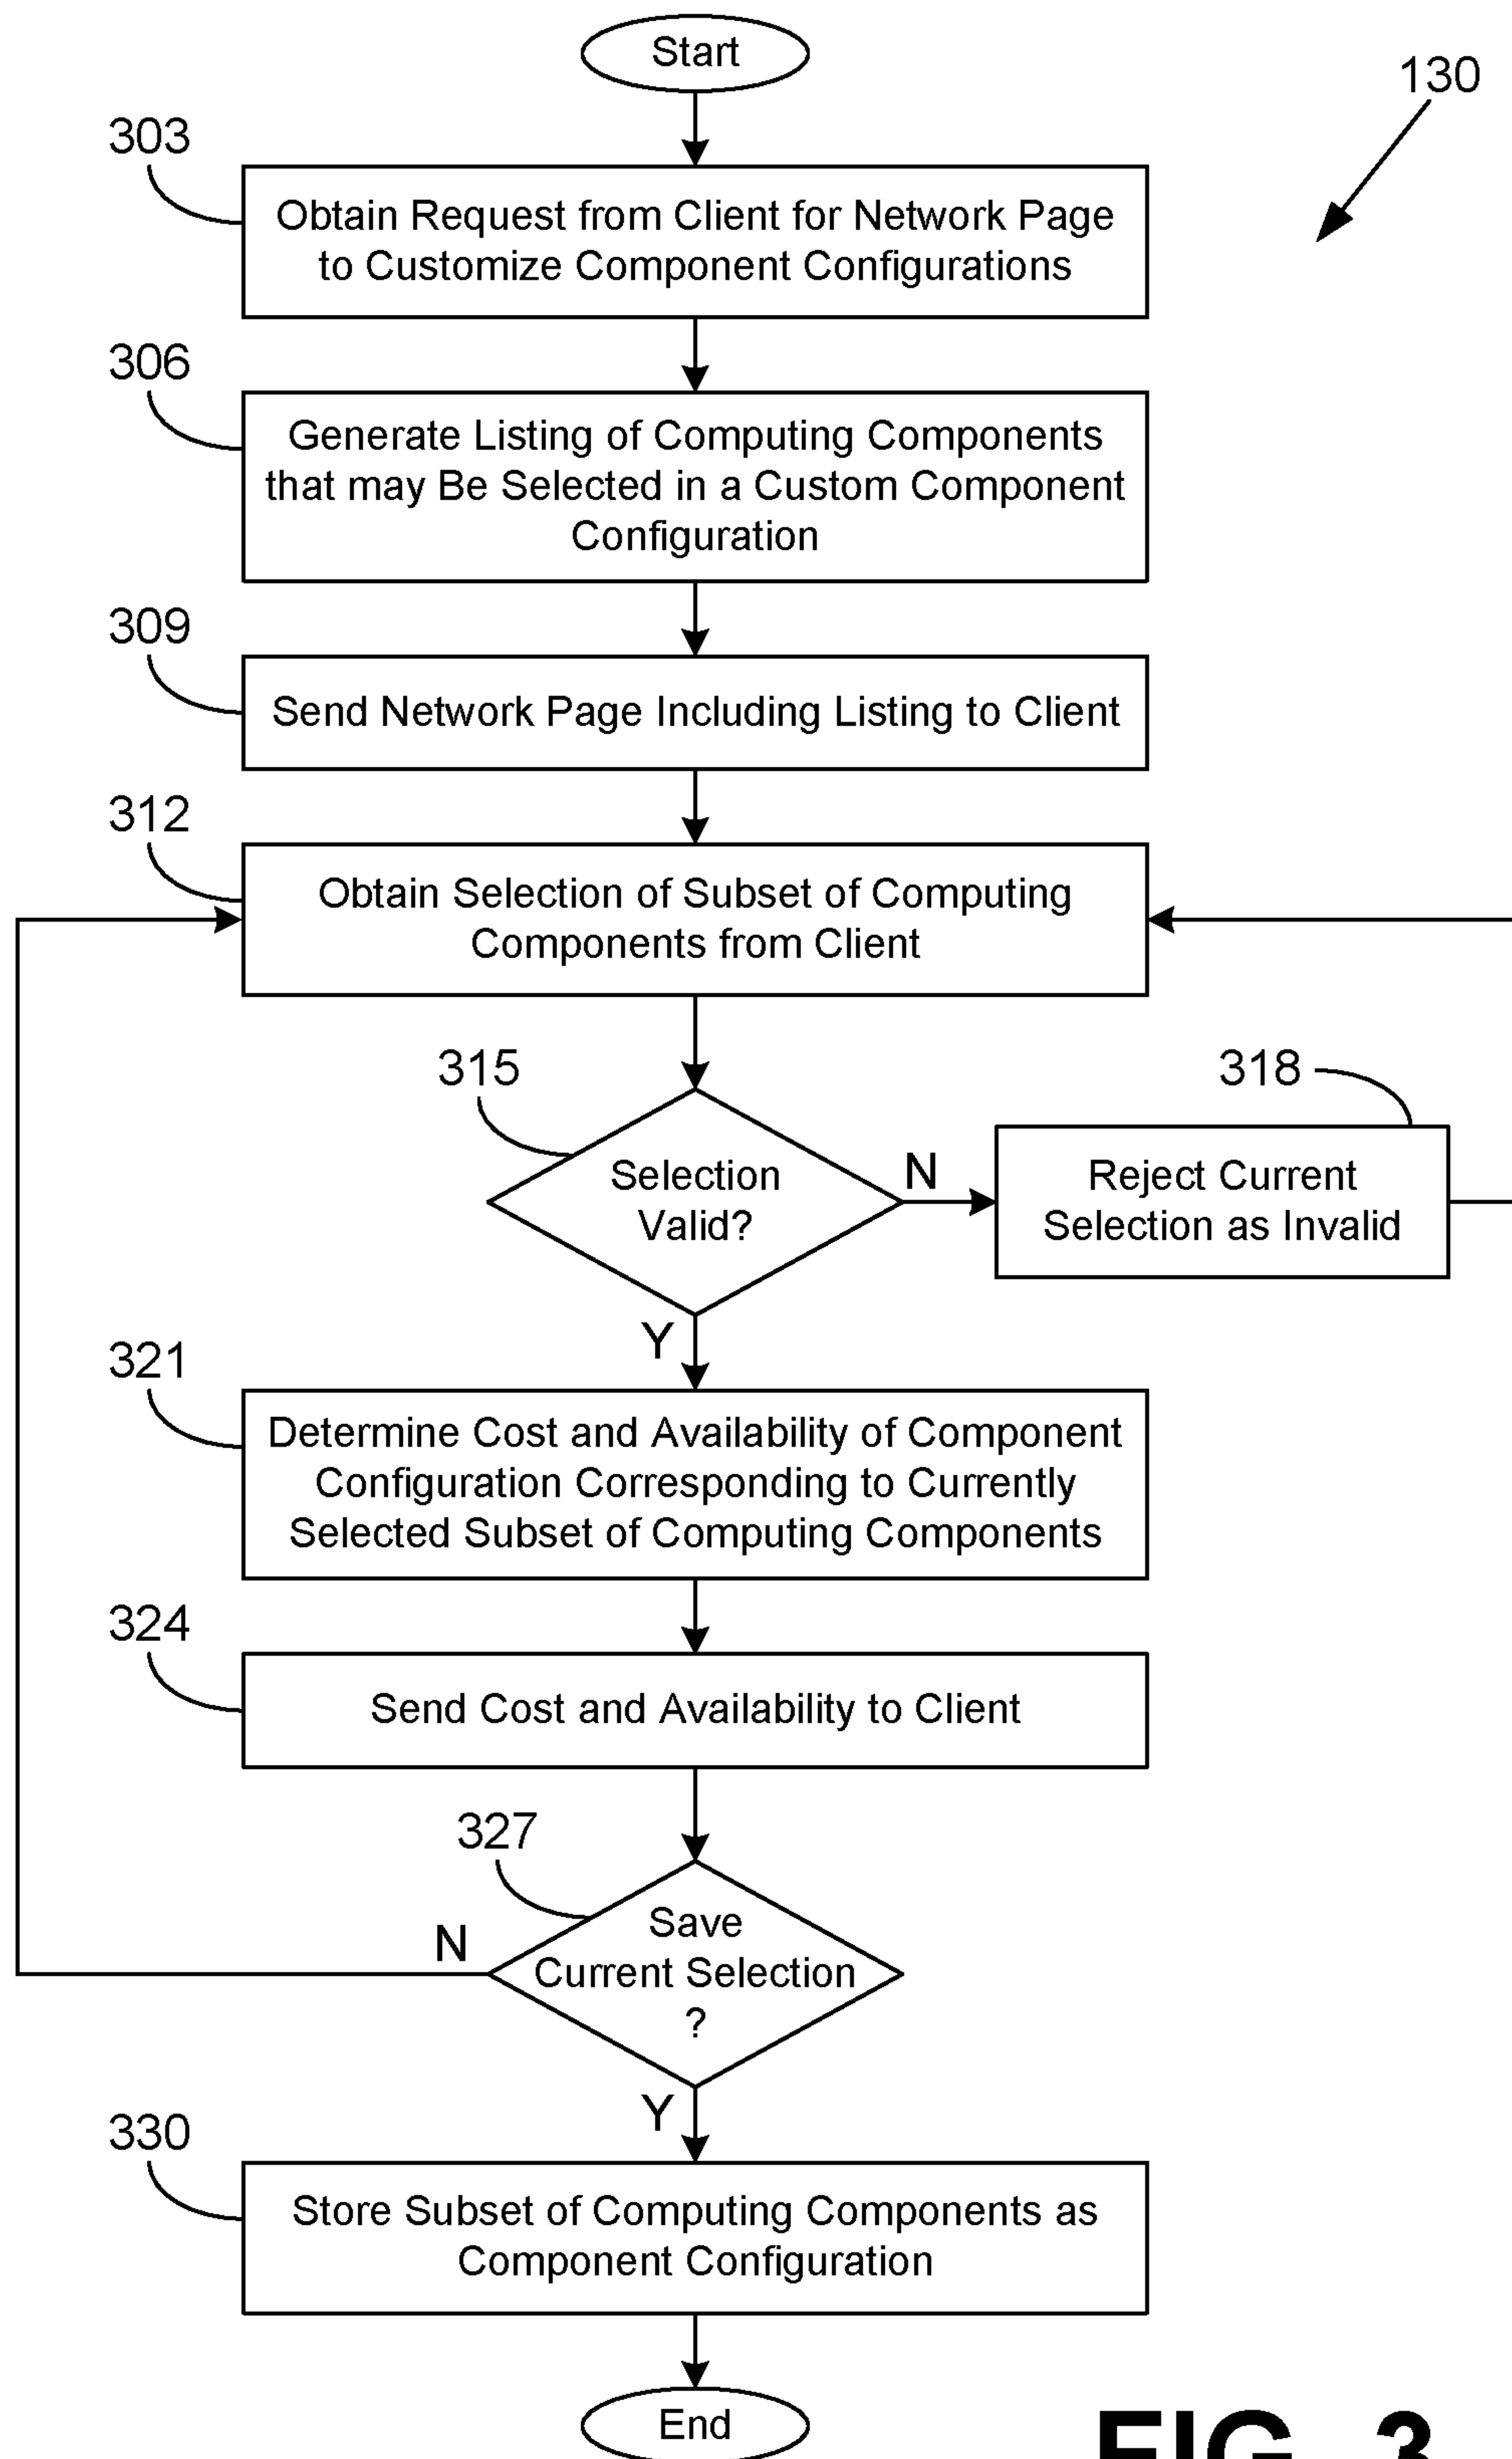 Start
130
303
Obtain Request from Client for Network Page
to Customize Component Configurations
306
Generate Listing of Computing Components
that may Be Selected in a Custom Component
Configuration
309
Send Network Page Including Listing to Client
312
Obtain Selection of Subset of Computing
Components from Client
315
Selection
Valid?
N
318
Reject Current
Selection as Invalid
Y
321
Determine Cost and Availability of Component
Configuration Corresponding to Currently
Selected Subset of Computing Components
324
Send Cost and Availability to Client
327
Save
Current Selection
?
N
Y
330
Store Subset of Computing Components as
Component Configuration
End
FIG. 3